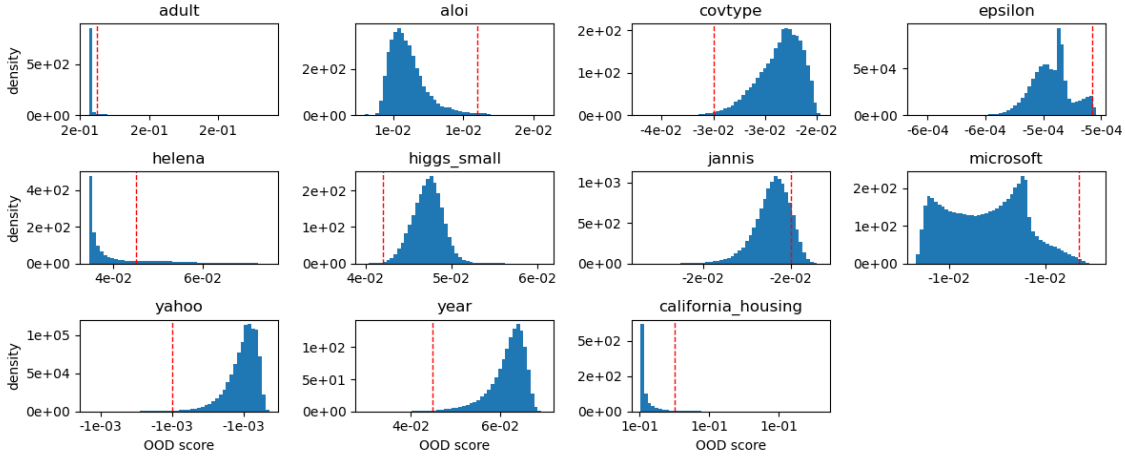 adult
aloi
covtype
epsilon
density
5e+02
0e+00
2e-01 2e-01 2e-01
2e+02
0e+00
1e-02 1e-02 2e-02
2e+02
1e+02
0e+00
-4e-02 -3e-02 -3e-02 -2e-02
5e+04
0e+00
-6e-04 -6e-04 -5e-04 -5e-04
helena
higgs_small
jannis
microsoft
density
4e+02
2e+02
0e+00
4e-02 6e-02
2e+02
1e+02
0e+00
4e-02 5e-02 6e-02
1e+03
5e+02
0e+00
-2e-02 -2e-02
2e+02
1e+02
0e+00
-1e-02 -1e-02
yahoo
year
california_housing
density
1e+05
5e+04
0e+00
-1e-03 -1e-03 -1e-03
OOD score
1e+02
5e+01
0e+00
4e-02 6e-02
OOD score
5e+02
2e+02
0e+00
1e-01 1e-01 1e-01
OOD score